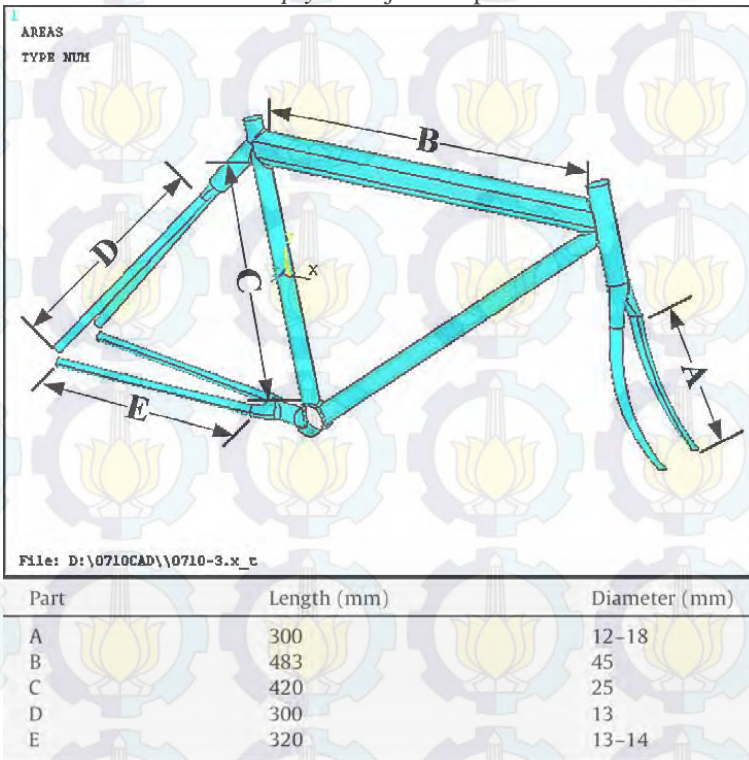 1
AREAS
TYPE NUM
B
D
C
X
A
E
File: D:\0710CAD\\0710-3.x_t
Part Length (mm) Diameter (mm)
A 300 12–18
B 483 45
C 420 25
D 300 13
E 320 13–14